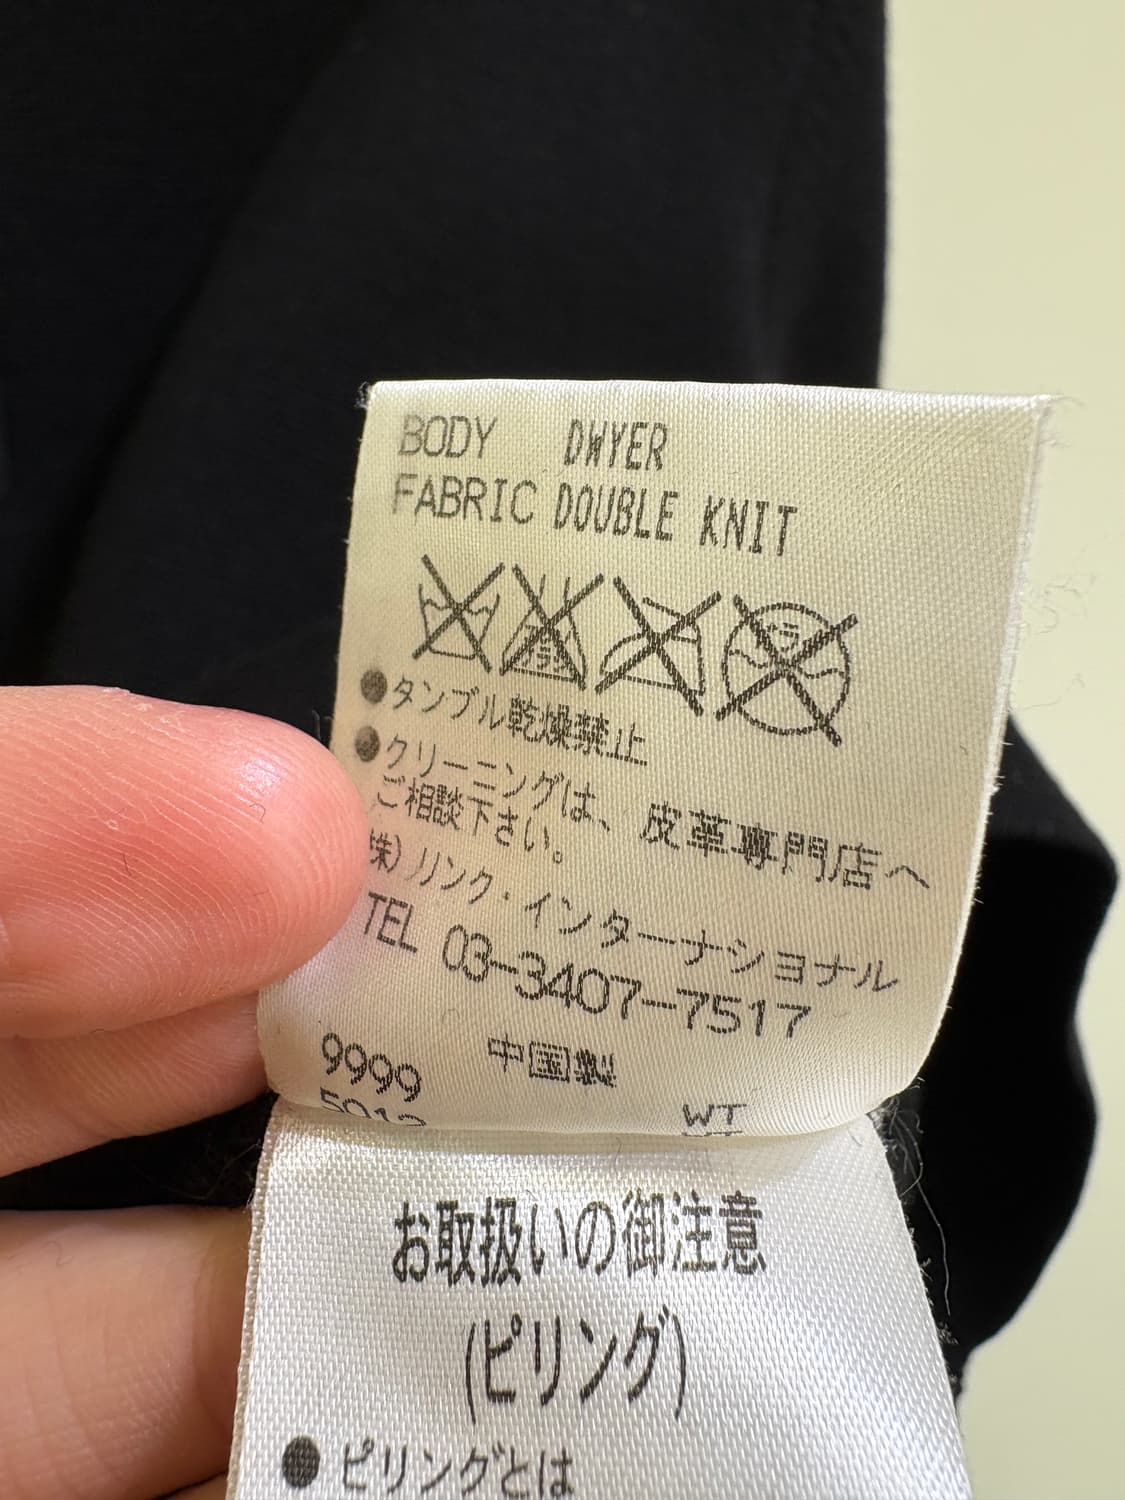 BODY DWYER
FABRIC DOUBLE KNIT
●タンブル乾燥禁止
●クリーニングは、皮革専門店へ
ご相談下さい。
株)リンク・インターナショナル
TEL 03-3407-7517
9999 中国製
WT
お取扱いの御注意
(ピリング)
●ピリングとは